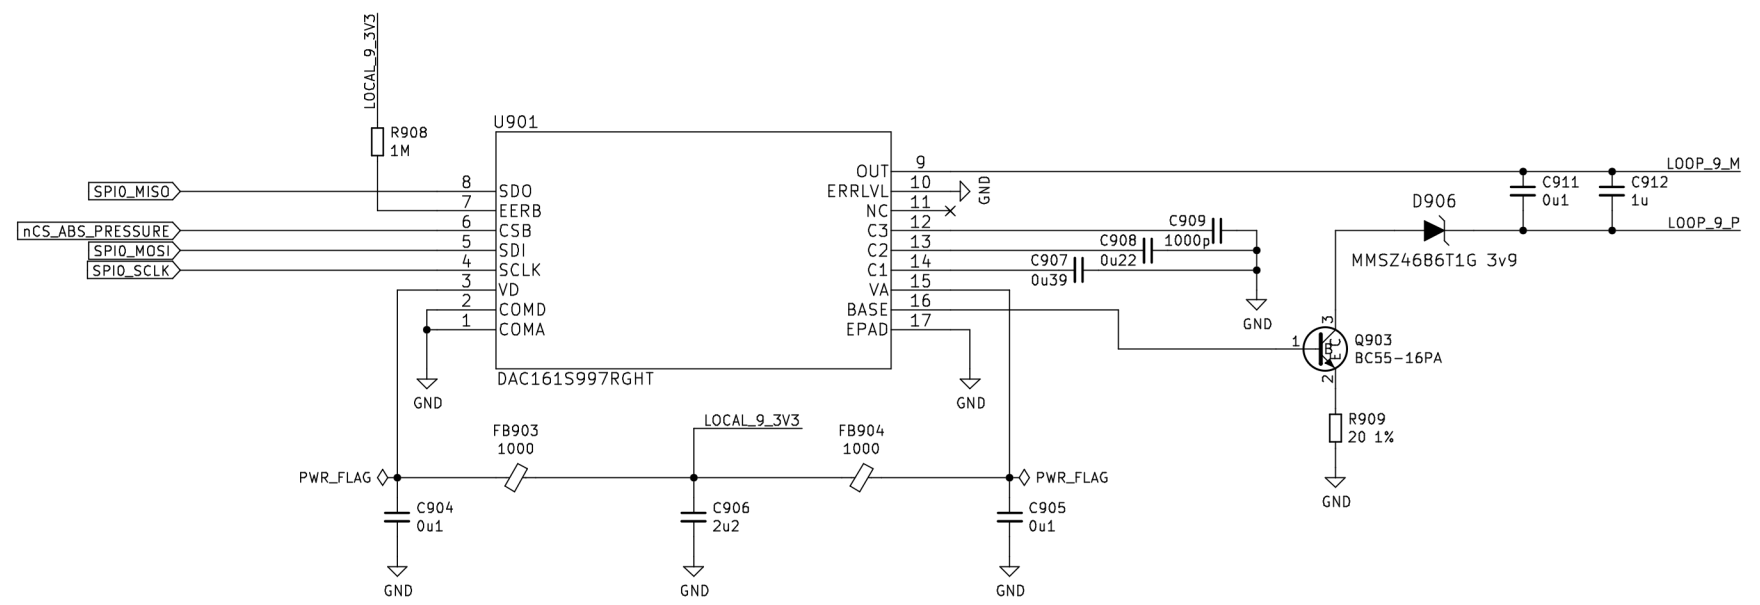 LOCAL_9_3V3
R908
1M
U901
SPI0_MISO
nCS_ABS_PRESSURE
SPI0_MOSI
SPI0_SCLK
8 SDO
7 EERB
6 CSB
5 SDI
4 SCLK
3 VD
2 COMD
1 COMA
OUT 9
ERRLVL 10
NC 11
C3 12
C2 13
C1 14
VA 15
BASE 16
EPAD 17
DAC161S997RGHT
GND
C909
1000p
C908
0u22
C907
0u39
GND
LOOP_9_M
C911
0u1
C912
1u
LOOP_9_P
D906
MMSZ4686T1G 3v9
1
3
2
B
C
E
Q903
BC55-16PA
R909
20 1%
GND
GND
GND
LOCAL_9_3V3
FB903
1000
FB904
1000
PWR_FLAG
PWR_FLAG
C904
0u1
C906
2u2
C905
0u1
GND
GND
GND